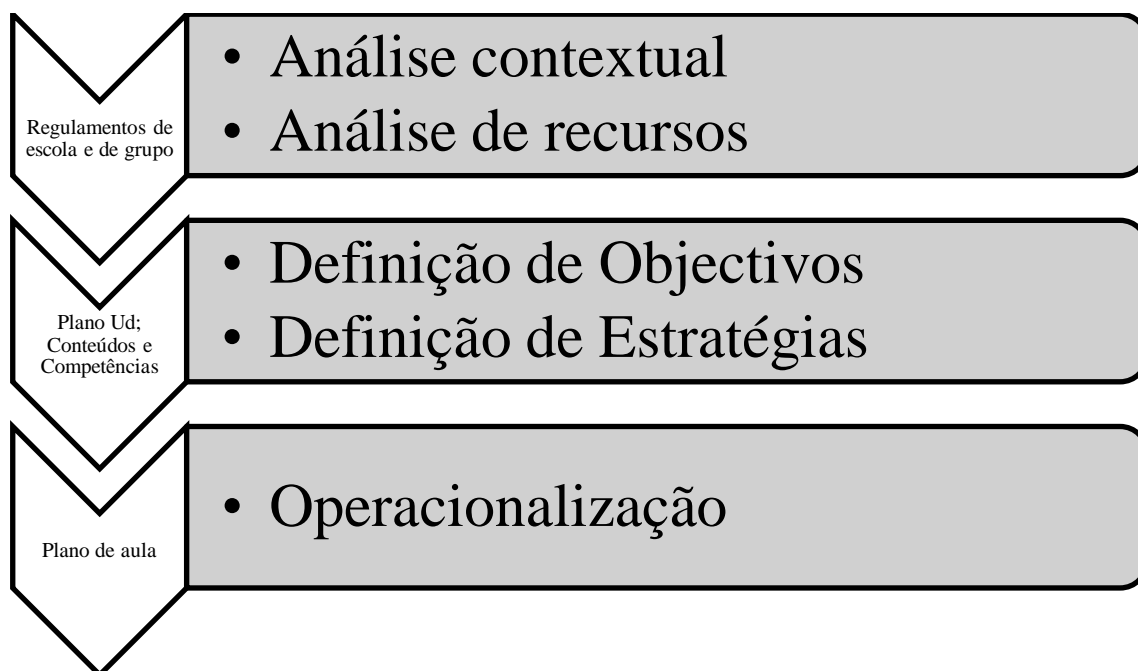 Regulamentos de
escola e de grupo
• Análise contextual
• Análise de recursos
Plano Ud;
Conteúdos e
Competências
• Definição de Objectivos
• Definição de Estratégias
Plano de aula
• Operacionalização